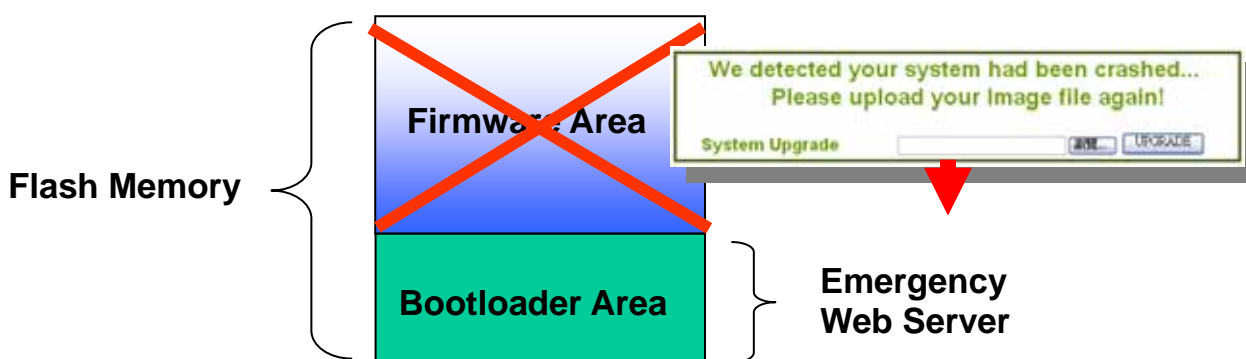 We detected your system had been crashed...
Please upload your Image file again!
System Upgrade
UPGRADE
Firmware Area
Flash Memory
Bootloader Area
Emergency
Web Server